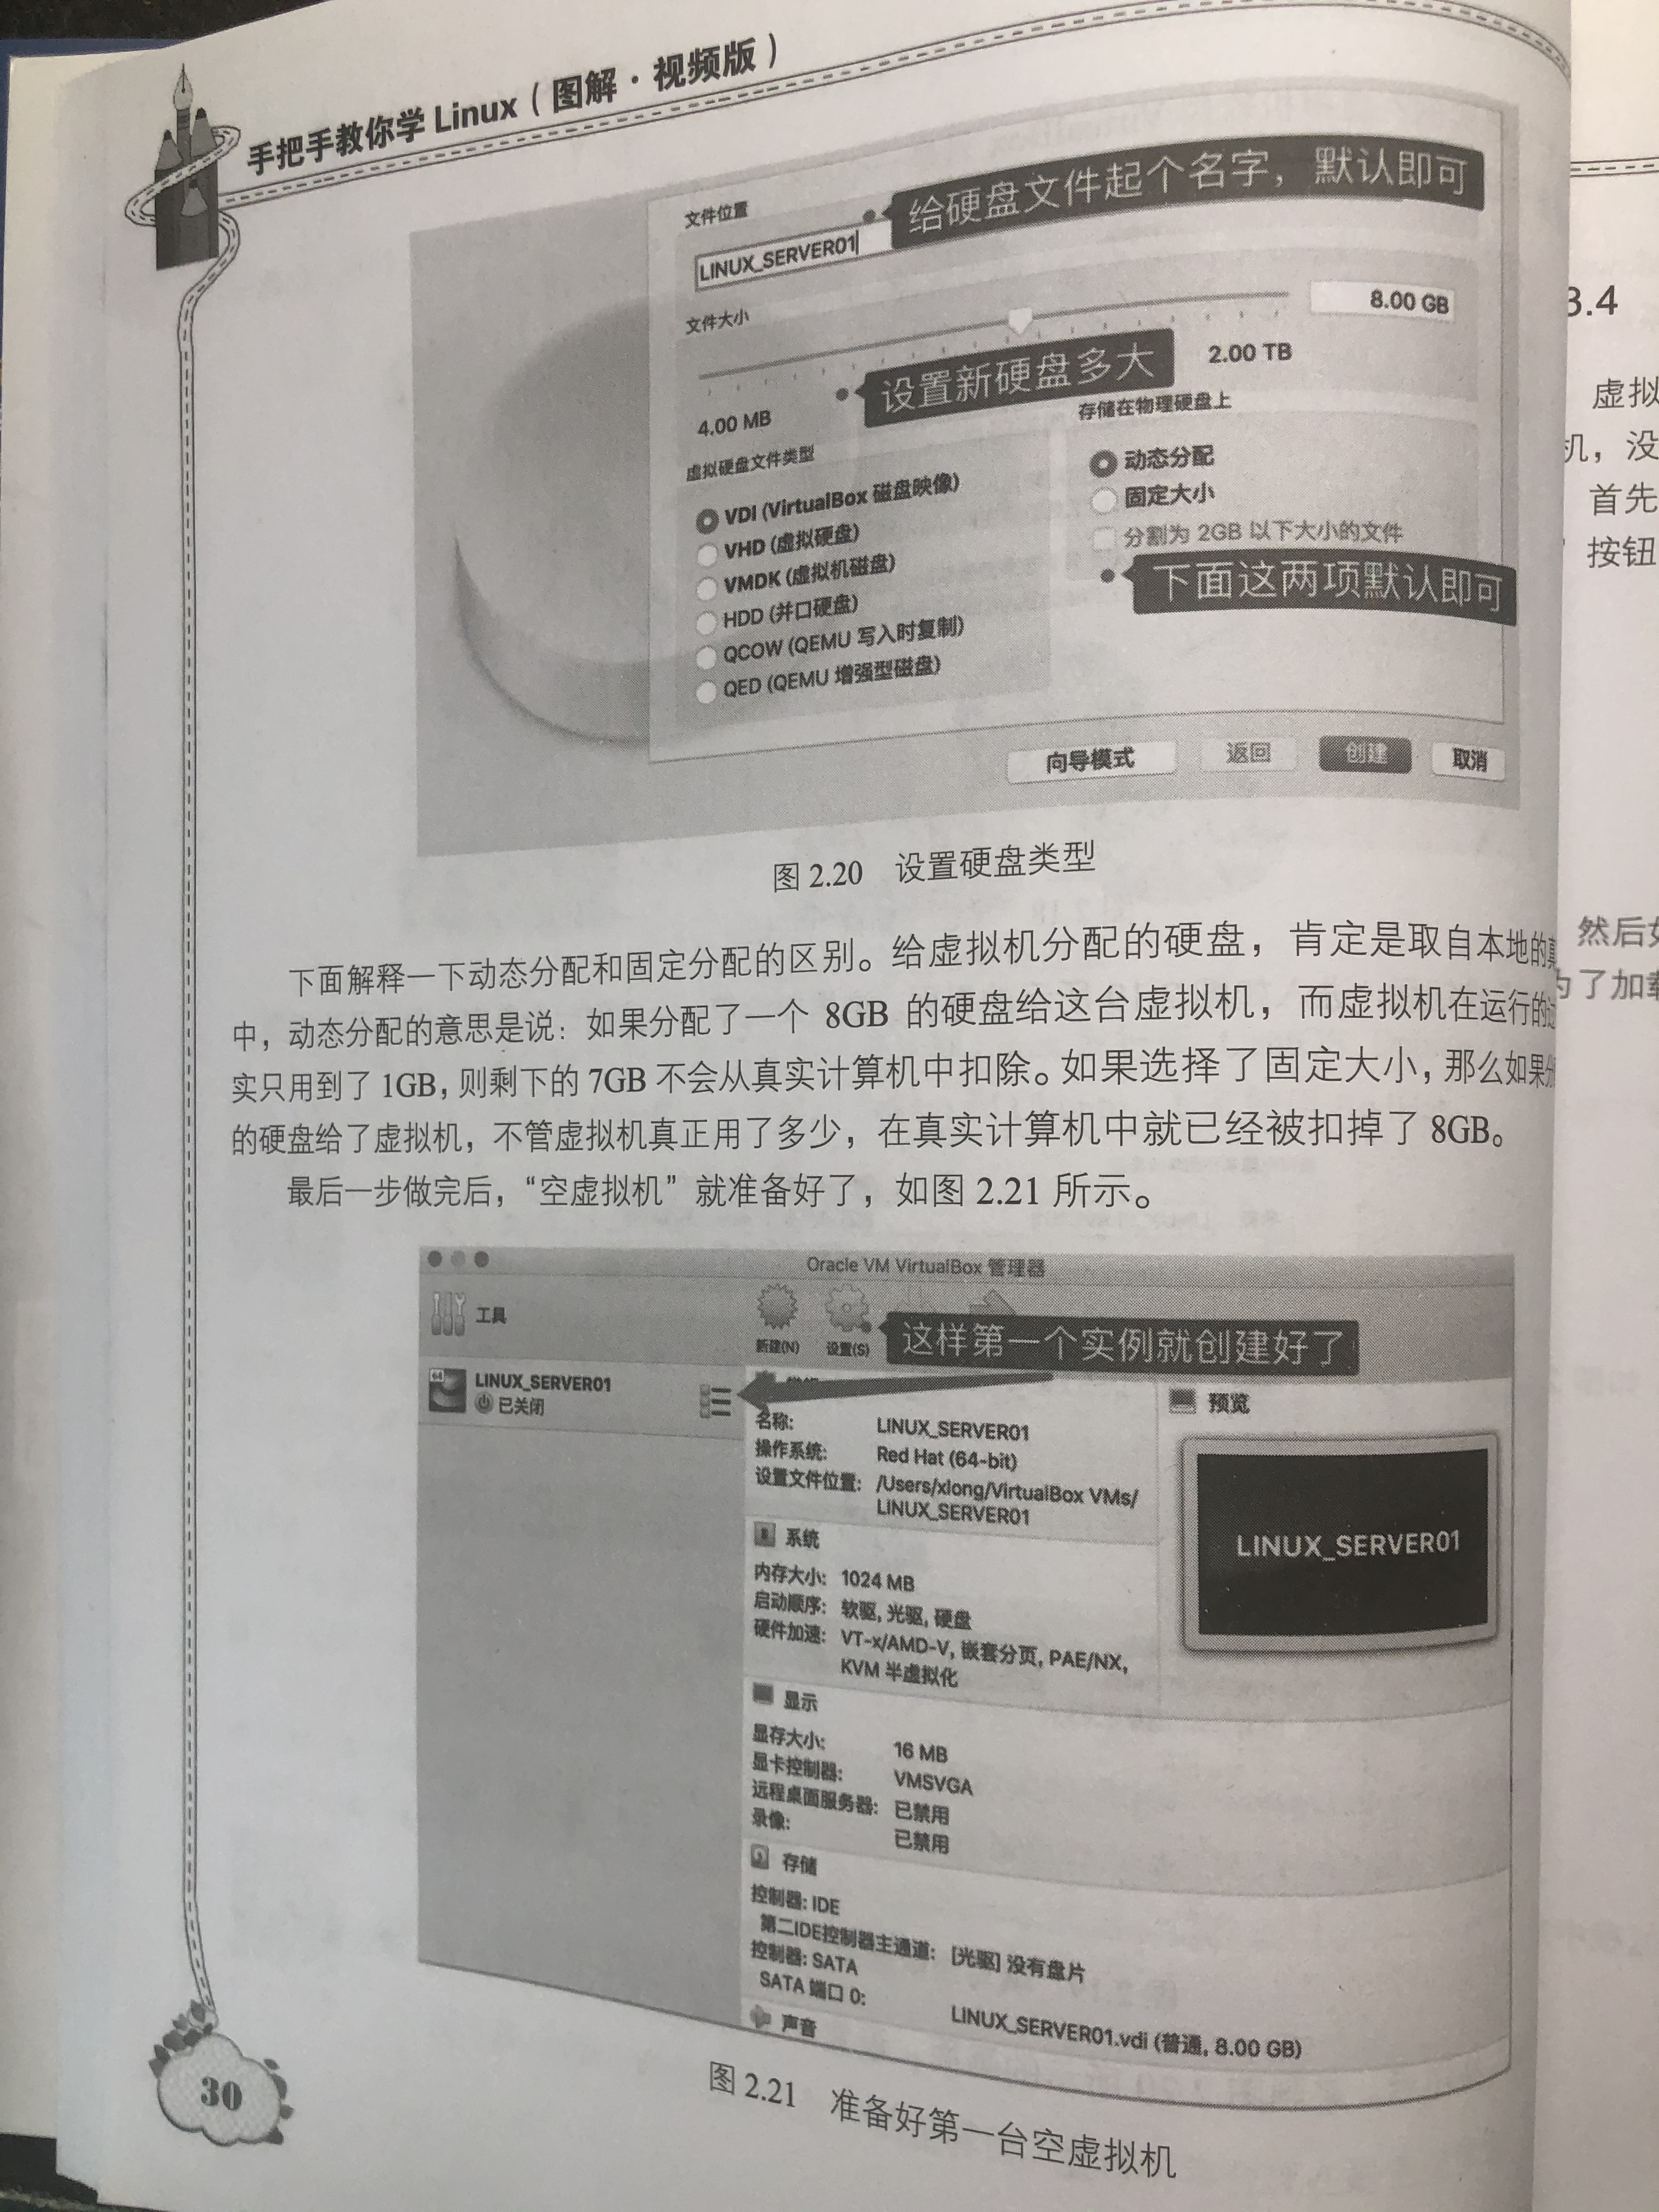 手把手教你学 Linux（图解·视频版）
文件位置
给硬盘文件起个名字，默认即可
LINUX_SERVER01
文件大小
8.00 GB
设置新硬盘多大
2.00 TB
4.00 MB
存储在物理硬盘上
虚拟硬盘文件类型
动态分配
固定大小
分割为 2GB 以下大小的文件
下面这两项默认即可
VDI (VirtualBox 磁盘映像)
VHD (虚拟硬盘)
VMDK (虚拟机磁盘)
HDD (并口硬盘)
QCOW (QEMU 写入时复制)
QED (QEMU 增强型磁盘)
向导模式 返回 创建 取消
图 2.20 设置硬盘类型
下面解释一下动态分配和固定分配的区别。给虚拟机分配的硬盘，肯定是取自本地的
中，动态分配的意思是说：如果分配了一个 8GB 的硬盘给这台虚拟机，而虚拟机在运行的
实只用到了 1GB，则剩下的 7GB 不会从真实计算机中扣除。如果选择了固定大小，那么如果
的硬盘给了虚拟机，不管虚拟机真正用了多少，在真实计算机中就已经被扣掉了 8GB。
最后一步做完后，“空虚拟机”就准备好了，如图 2.21 所示。
Oracle VM VirtualBox 管理器
工具
新建(N) 设置(S)
这样第一个实例就创建好了
64
LINUX_SERVER01
已关闭
名称: LINUX_SERVER01
操作系统: Red Hat (64-bit)
设置文件位置: /Users/xlong/VirtualBox VMs/
LINUX_SERVER01
预览
LINUX_SERVER01
系统
内存大小: 1024 MB
启动顺序: 软驱, 光驱, 硬盘
硬件加速: VT-x/AMD-V, 嵌套分页, PAE/NX,
KVM 半虚拟化
显示
显存大小: 16 MB
显卡控制器: VMSVGA
远程桌面服务器: 已禁用
录像: 已禁用
存储
控制器: IDE
第二IDE控制器主通道: [光驱] 没有盘片
控制器: SATA
SATA 端口 0: LINUX_SERVER01.vdi (普通, 8.00 GB)
声音
图 2.21 准备好第一台空虚拟机
30
3.4
虚拟
机，没
首先
”按钮
然后
了加